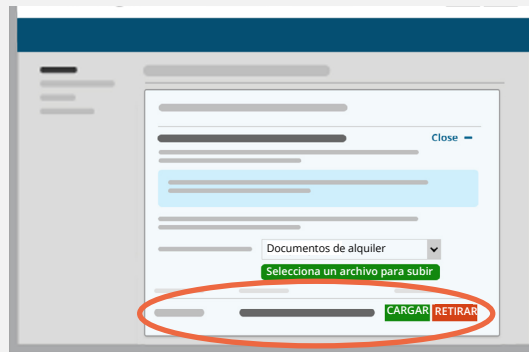 Close
Documentos de alquiler
Selecciona un archivo para subir
CARGAR RETIRAR